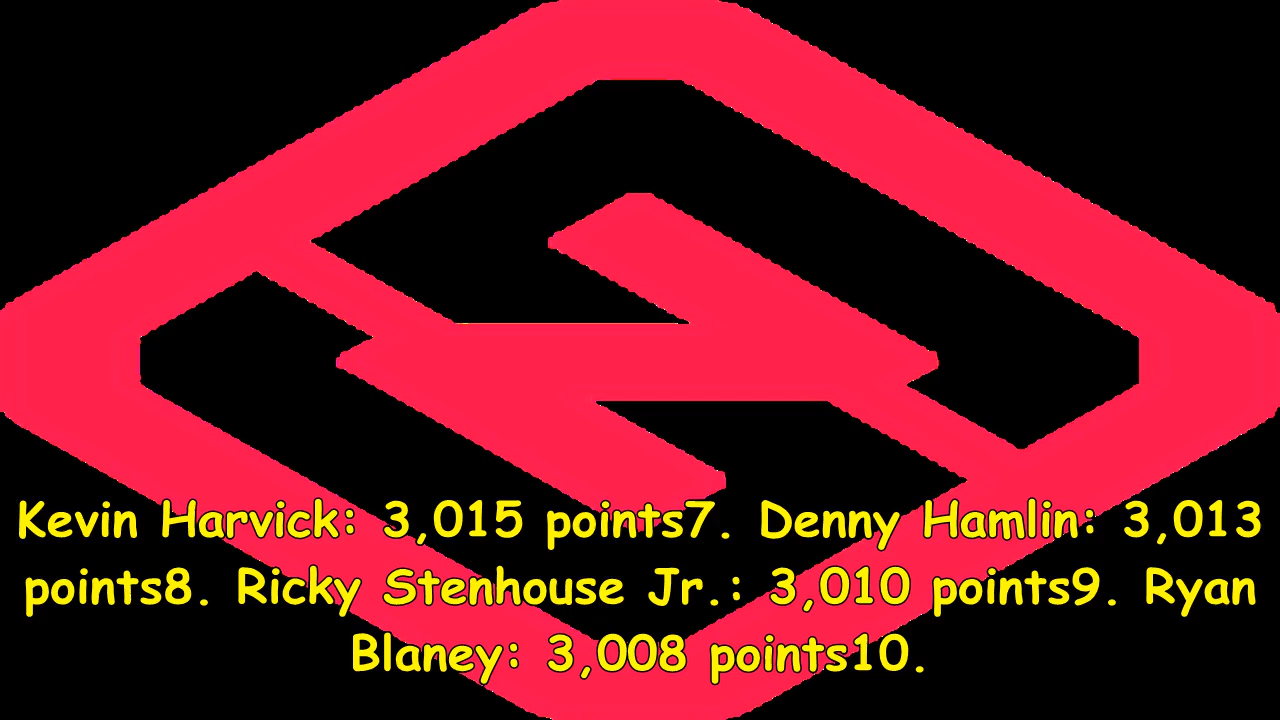 Kevin Harvick: 3,015 points7. Denny Hamlin: 3,013
points8. Ricky Stenhouse Jr.: 3,010 points9. Ryan
Blaney: 3,008 points10.